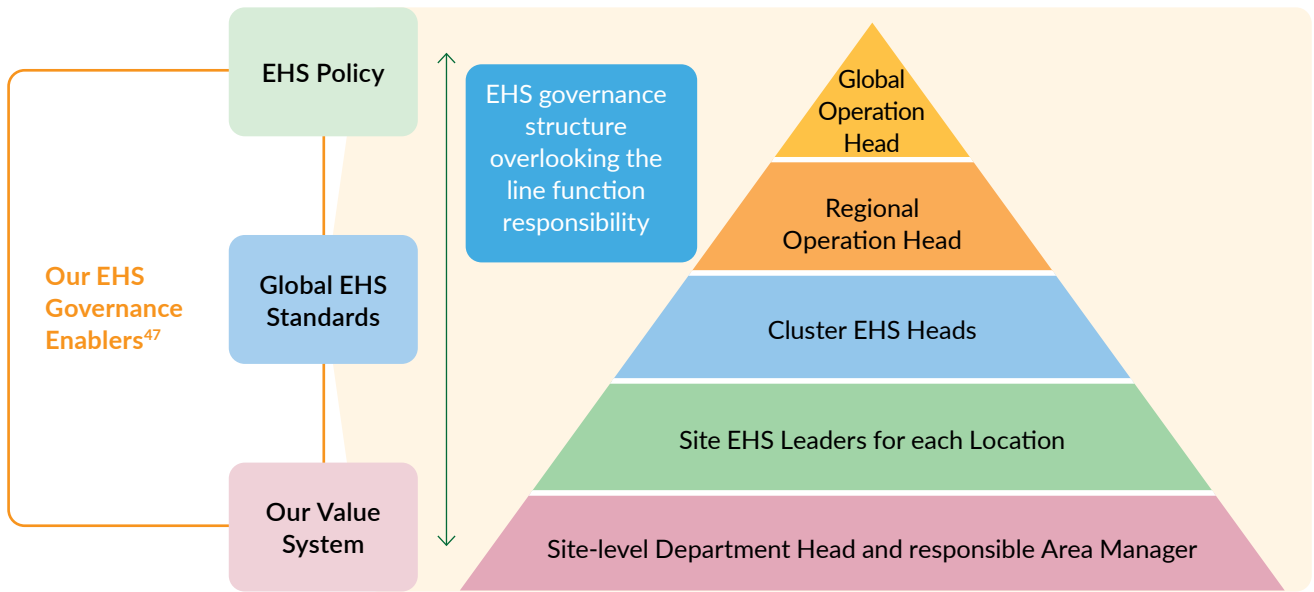 EHS Policy
Our EHS
Governance
Enablers47
Global EHS
Standards
Our Value
System
EHS governance
structure
overlooking the
line function
responsibility
Global
Operation
Head
Regional
Operation Head
Cluster EHS Heads
Site EHS Leaders for each Location
Site-level Department Head and responsible Area Manager